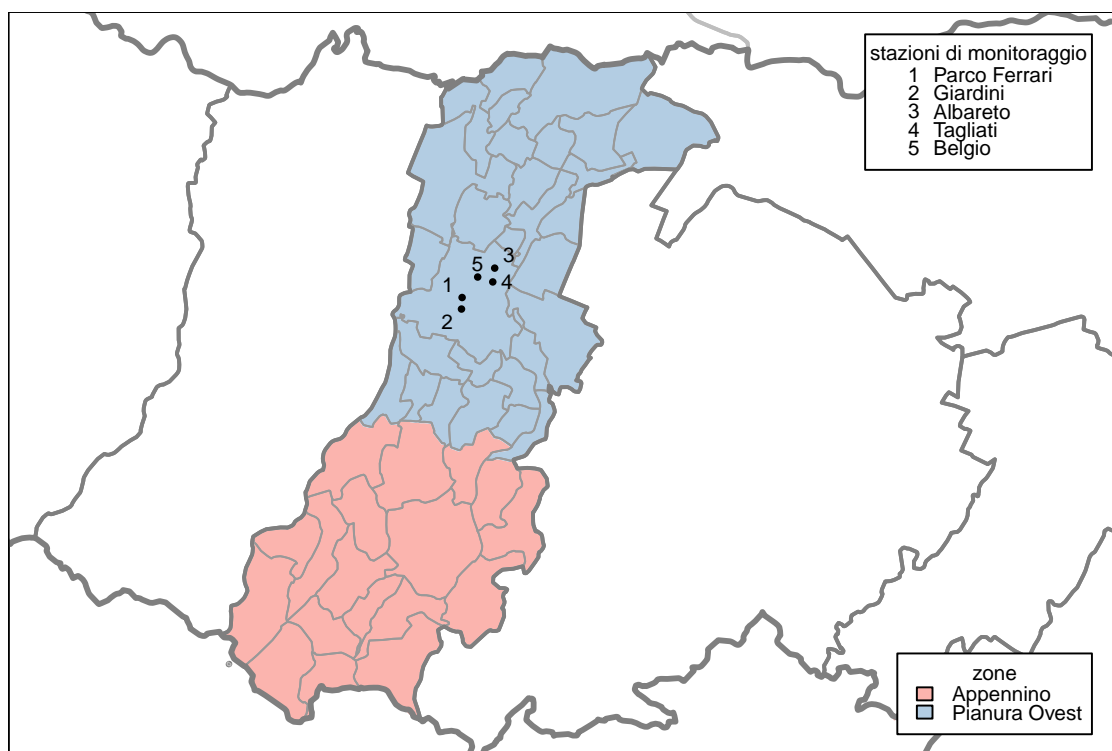 stazioni di monitoraggio
1 Parco Ferrari
2 Giardini
3 Albareto
4 Tagliati
5 Belgio
3
5
4
1
2
zone
Appennino
Pianura Ovest